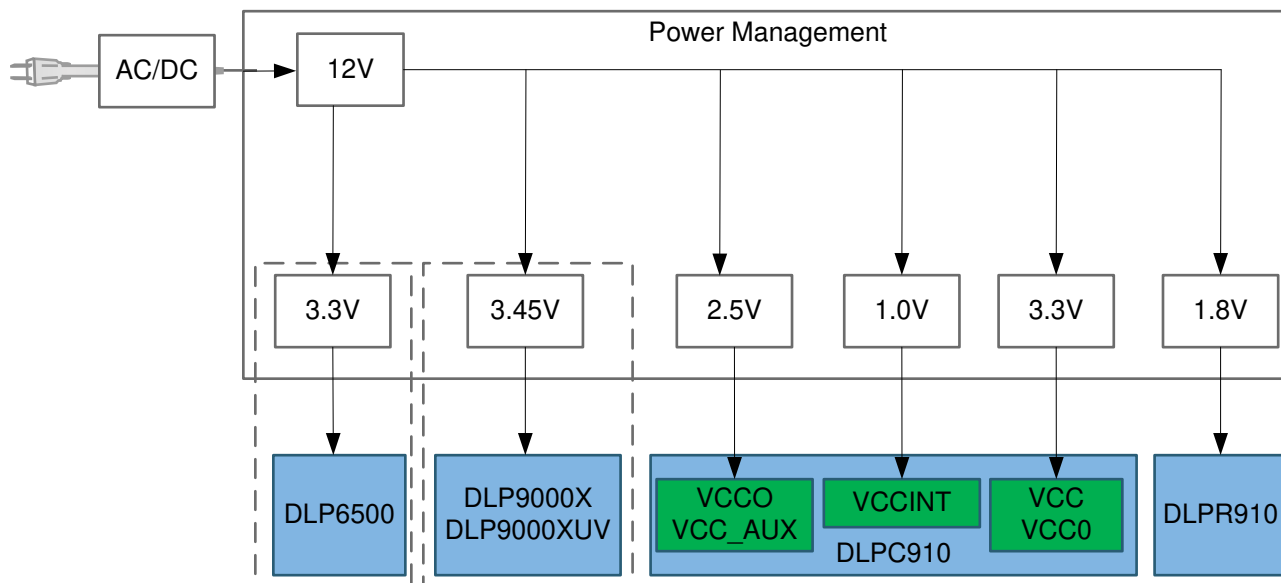 Power Management
AC/DC
12V
3.3V
3.45V
2.5V
1.0V
3.3V
1.8V
DLP6500
DLP9000X
DLP9000XUV
VCCO
VCC_AUX
VCCINT
VCC
VCC0
DLPC910
DLPR910